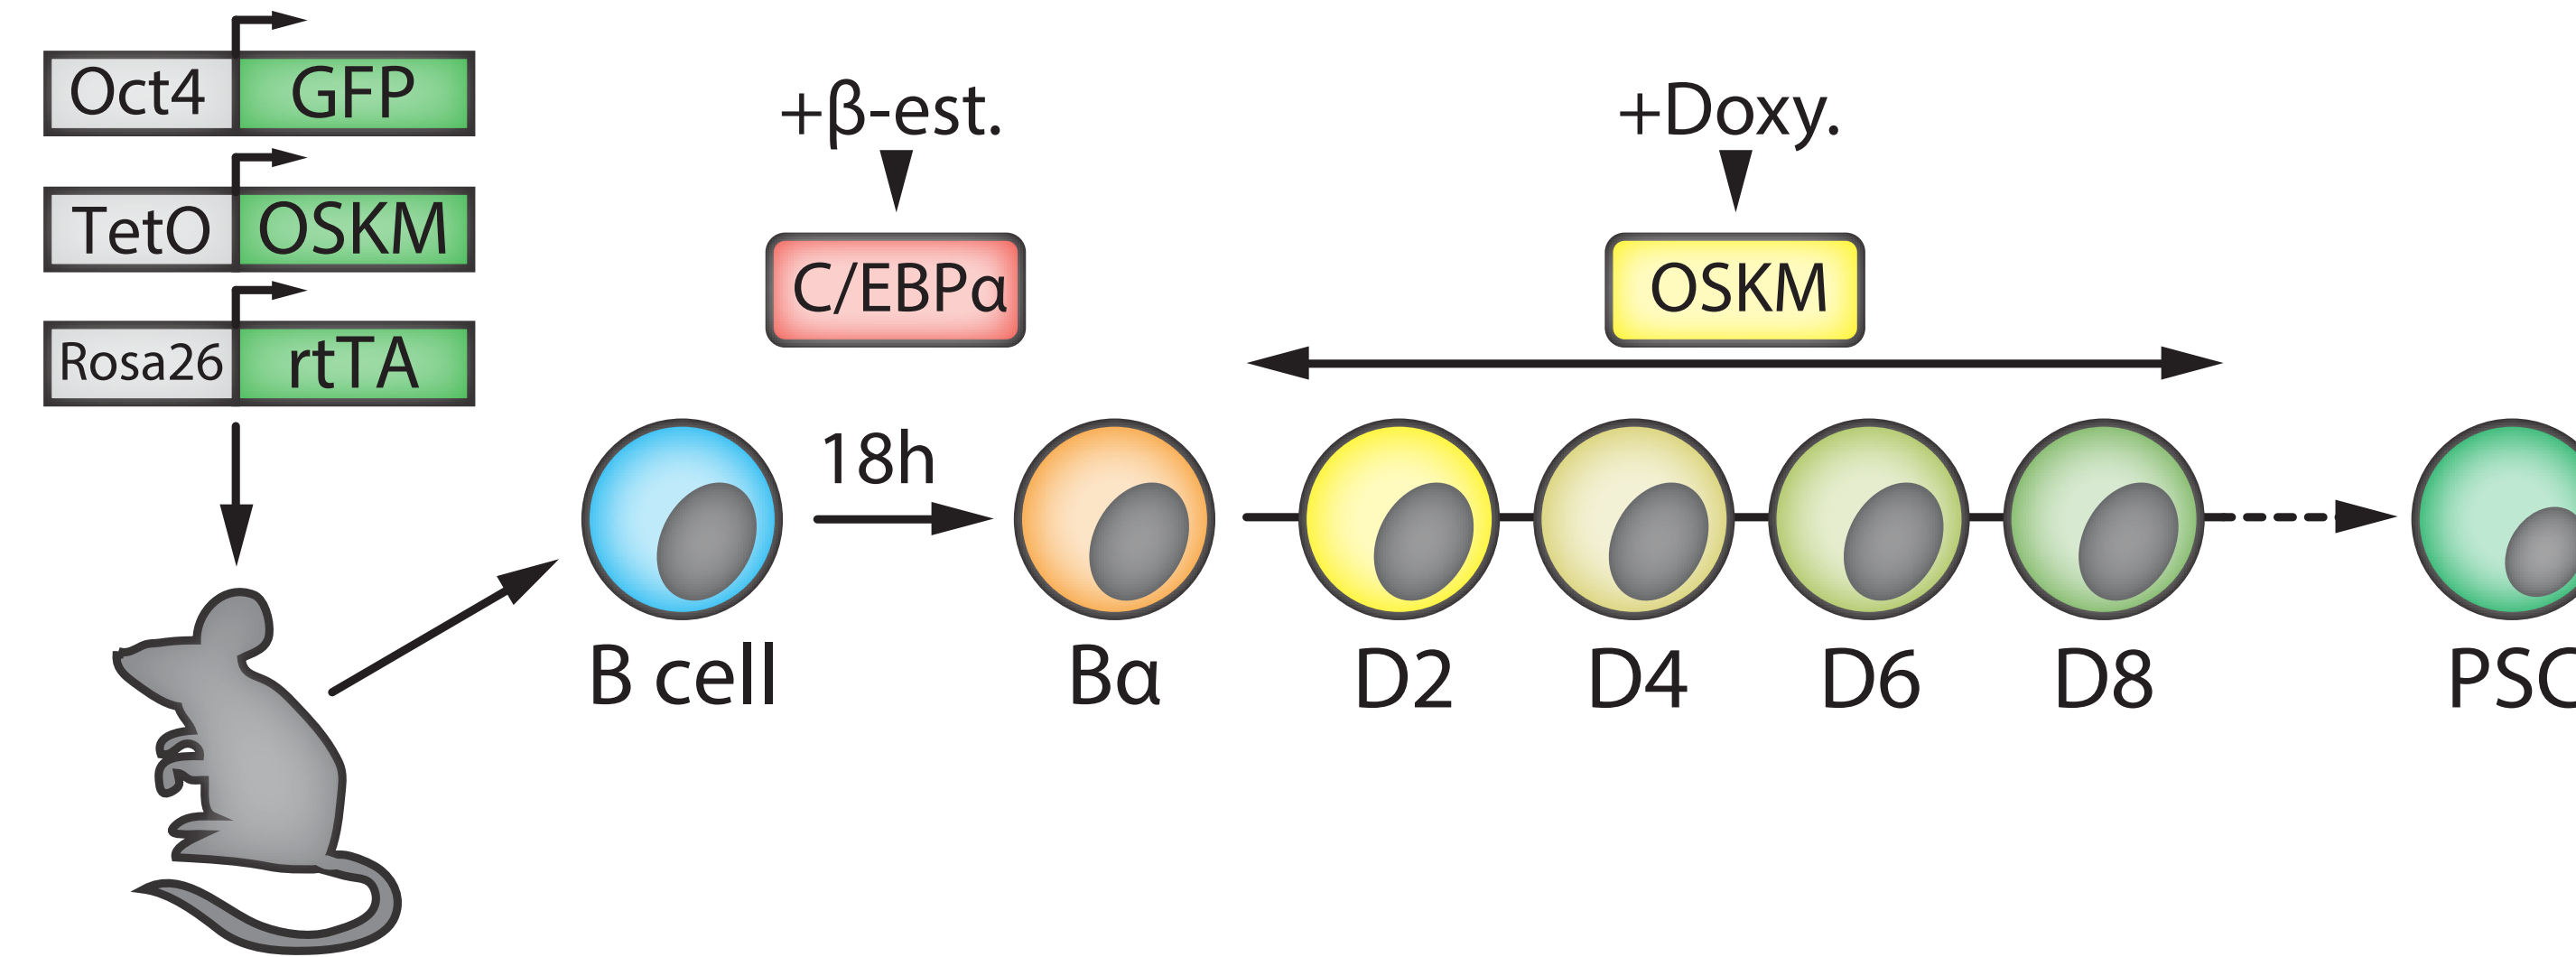 Oct4 GFP
TetO OSKM
Rosa26 rtTA
+β-est.
C/EBPα
+Doxy.
OSKM
18h
B cell
Bα
D2
D4
D6
D8
PSC